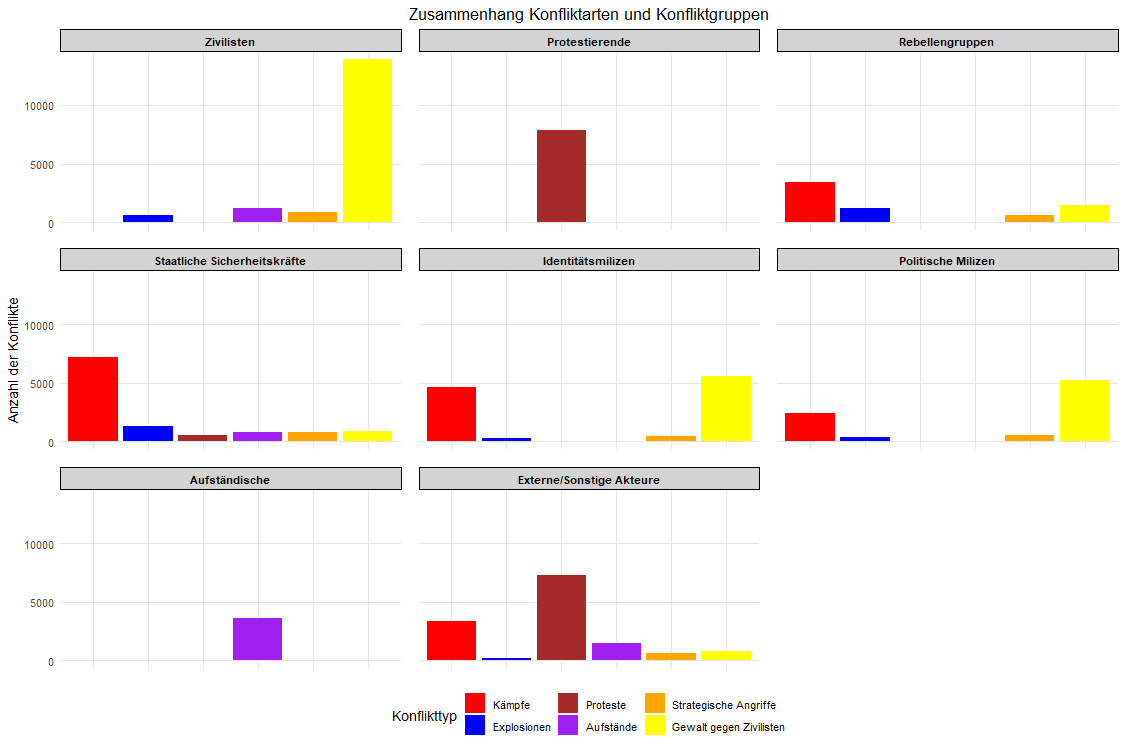 Zusammenhang Konfliktarten und Konfliktgruppen
Zivilisten
Protestierende
Rebellengruppen
10000
5000
0
Staatliche Sicherheitskräfte
Identitätsmilizen
Politische Milizen
10000
5000
0
Anzahl der Konflikte
Aufständische
Externe/Sonstige Akteure
10000
5000
0
Konflikttyp
Kämpfe
Proteste
Strategische Angriffe
Explosionen
Aufstände
Gewalt gegen Zivilisten